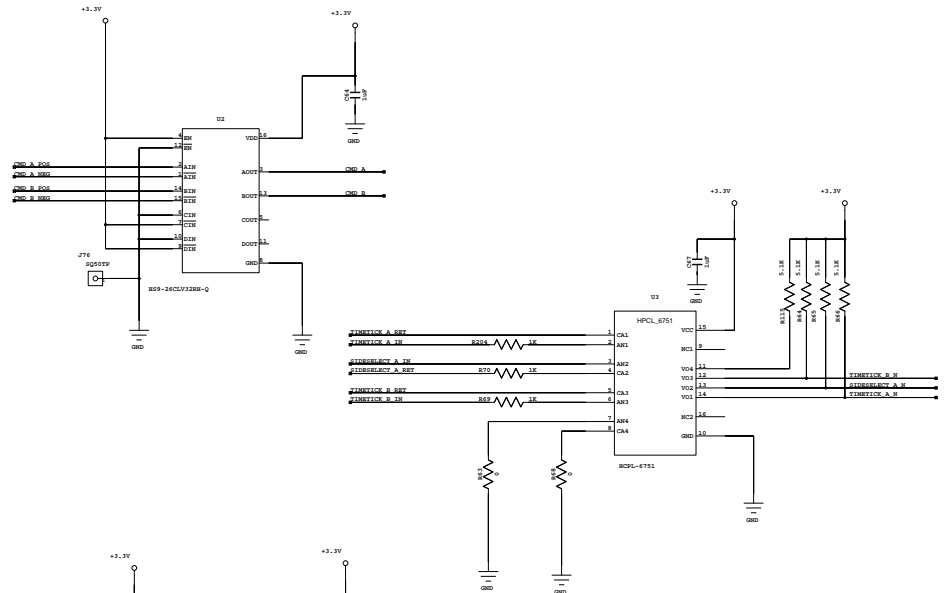 +3.3V
+3.3V
C64
1uF
GND
U2
4 EN
12 EN
2 AIN
1 AIN
14 BIN
15 BIN
6 CIN
7 CIN
10 DIN
9 DIN
VDD 16
AOUT 3
BOUT 13
COUT 5
DOUT 11
GND 8
CMD_A_POS
CMD_A_NEG
CMD_B_POS
CMD_B_NEG
CMD_A
CMD_B
J76
SQ50TP
HS9-26CLV32RH-Q
GND
GND
+3.3V
+3.3V
C67
1uF
GND
5.1K
5.1K
5.1K
5.1K
R115
R64
R65
R66
U3
HPCL_6751
1 CA1
2 AN1
3 AN2
4 CA2
5 CA3
6 AN3
7 AN4
8 CA4
VCC 15
NC1 9
VO4 11
VO3 12
VO2 13
VO1 14
NC2 16
GND 10
TIMETICK_A_RET
TIMETICK_A_IN R204 1K
SIDESELECT_A_IN
SIDESELECT_A_RET R70 1K
TIMETICK_B_RET
TIMETICK_B_IN R69 1K
TIMETICK_B_N
SIDESELECT_A_N
TIMETICK_A_N
HCPL-6751
R63
0
R68
0
GND
GND
GND
+3.3V
+3.3V